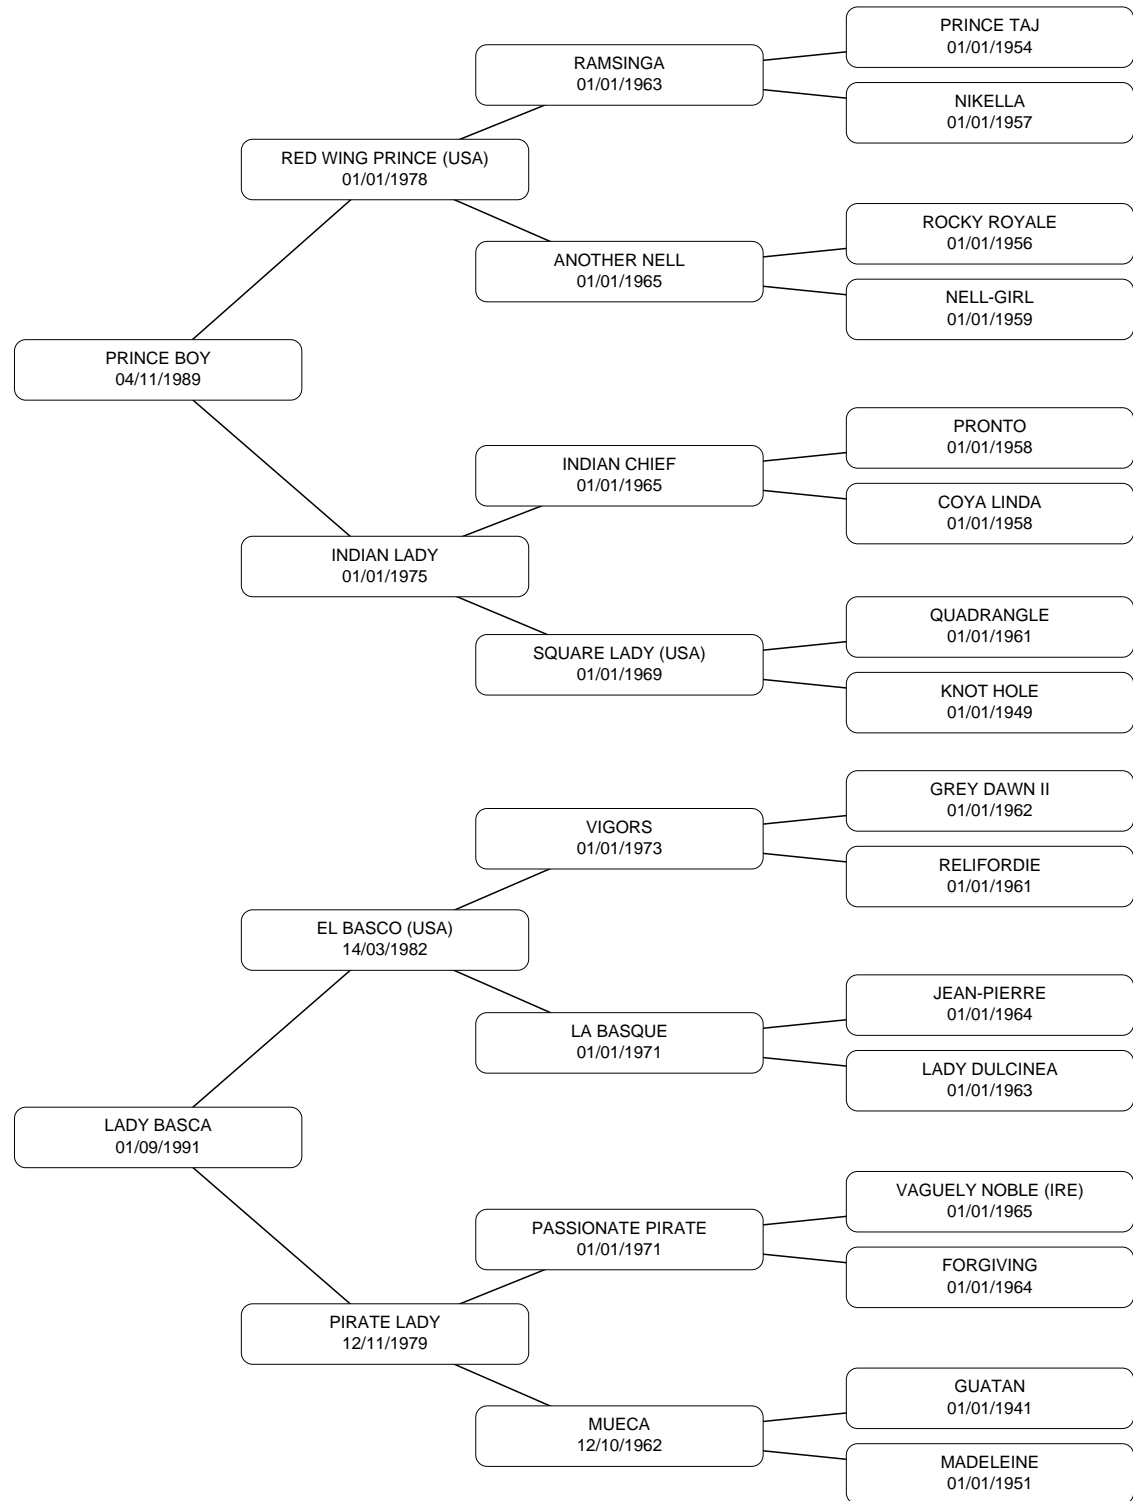 PRINCE TAJ
01/01/1954
RAMSINGA
01/01/1963
NIKELLA
01/01/1957
RED WING PRINCE (USA)
01/01/1978
ROCKY ROYALE
01/01/1956
ANOTHER NELL
01/01/1965
NELL-GIRL
01/01/1959
PRINCE BOY
04/11/1989
PRONTO
01/01/1958
INDIAN CHIEF
01/01/1965
COYA LINDA
01/01/1958
INDIAN LADY
01/01/1975
QUADRANGLE
01/01/1961
SQUARE LADY (USA)
01/01/1969
KNOT HOLE
01/01/1949
GREY DAWN II
01/01/1962
VIGORS
01/01/1973
RELIFORDIE
01/01/1961
EL BASCO (USA)
14/03/1982
JEAN-PIERRE
01/01/1964
LA BASQUE
01/01/1971
LADY DULCINEA
01/01/1963
LADY BASCA
01/09/1991
VAGUELY NOBLE (IRE)
01/01/1965
PASSIONATE PIRATE
01/01/1971
FORGIVING
01/01/1964
PIRATE LADY
12/11/1979
GUATAN
01/01/1941
MUECA
12/10/1962
MADELEINE
01/01/1951